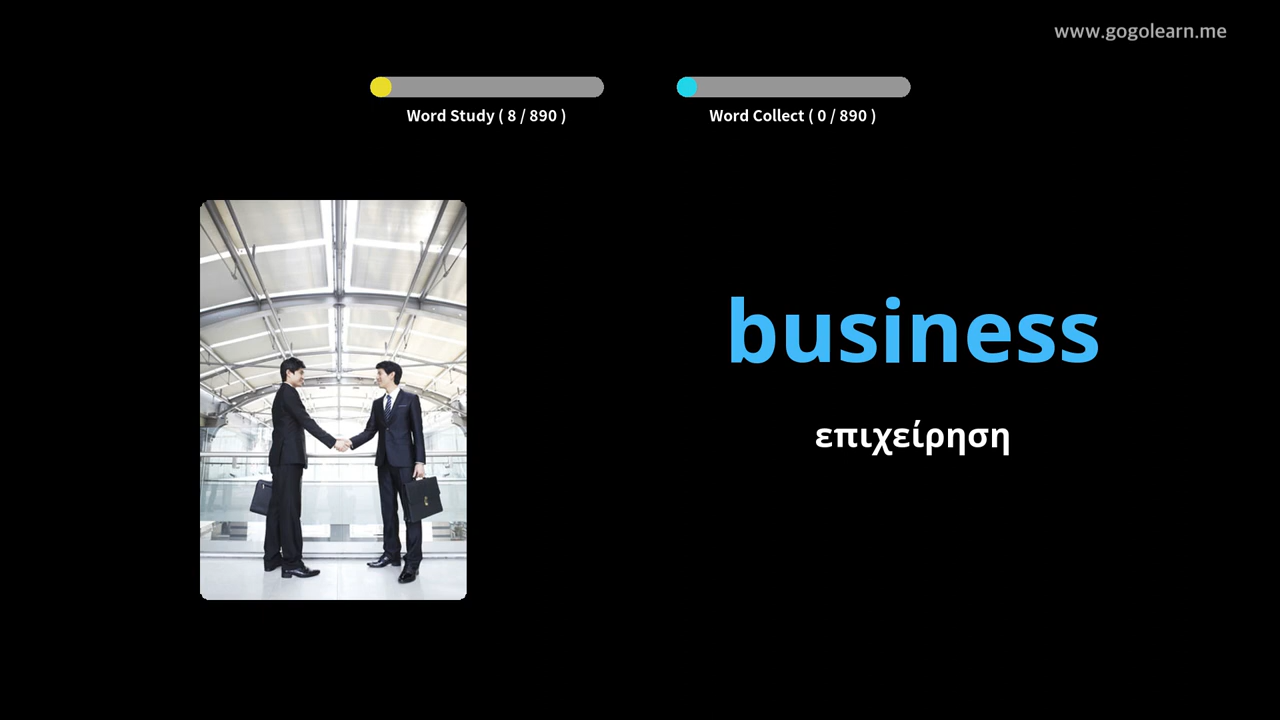 www.gogolearn.me
Word Study ( 8 / 890 )
Word Collect ( 0 / 890 )
business
επιχείρηση